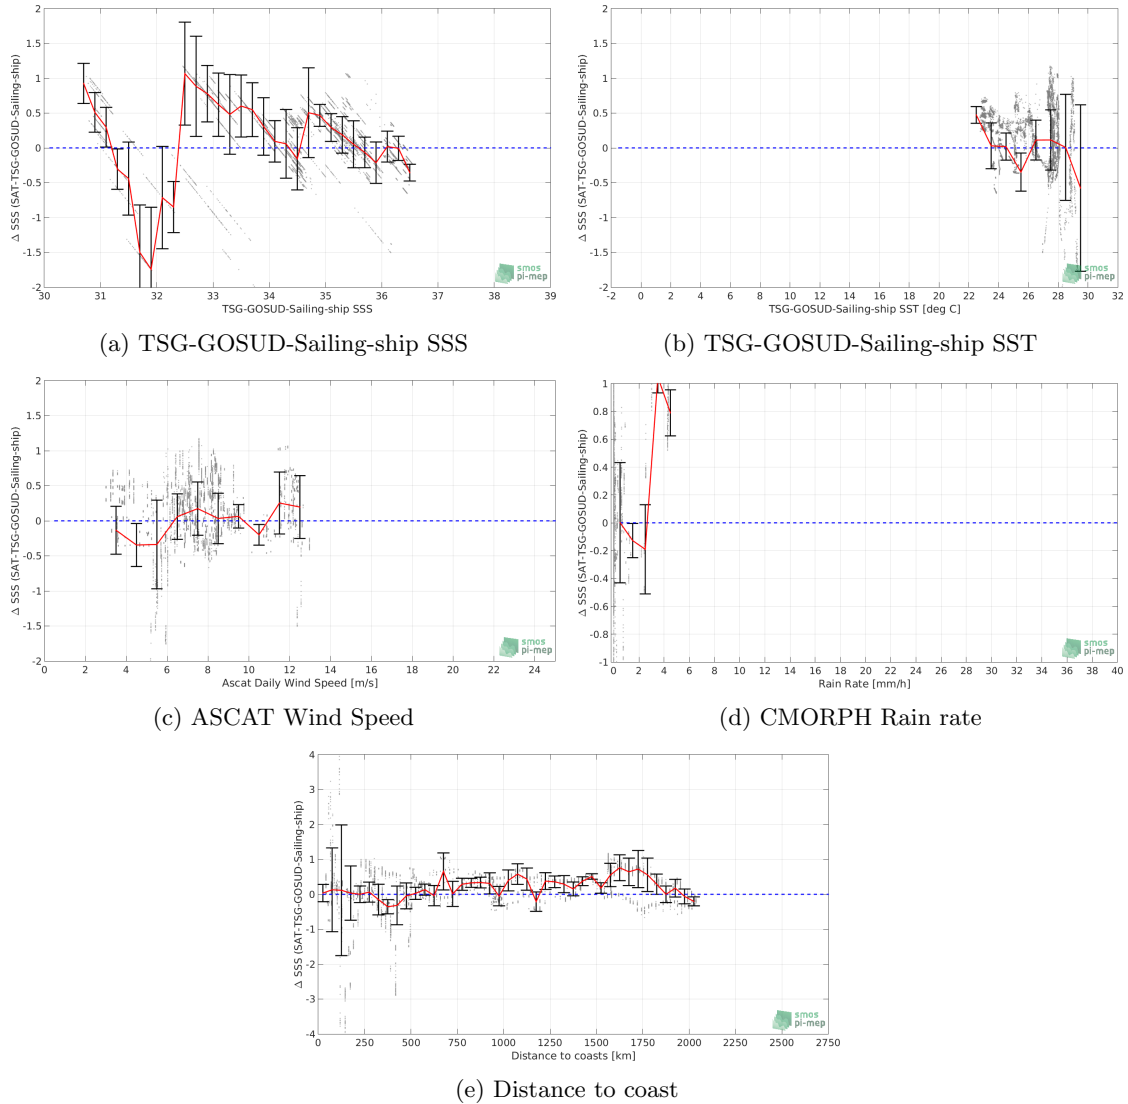 2
1.5
1
0.5
0
-0.5
-1
-1.5
-2
Δ SSS (SAT-TSG-GOSUD-Sailing-ship)
30 31 32 33 34 35 36 37 38 39
TSG-GOSUD-Sailing-ship SSS
smos
pi-mep
(a) TSG-GOSUD-Sailing-ship SSS
2
1.5
1
0.5
0
-0.5
-1
-1.5
-2
Δ SSS (SAT-TSG-GOSUD-Sailing-ship)
-2 0 2 4 6 8 10 12 14 16 18 20 22 24 26 28 30 32
TSG-GOSUD-Sailing-ship SST [deg C]
smos
pi-mep
(b) TSG-GOSUD-Sailing-ship SST
2
1.5
1
0.5
0
-0.5
-1
-1.5
-2
Δ SSS (SAT-TSG-GOSUD-Sailing-ship)
0 2 4 6 8 10 12 14 16 18 20 22 24
Ascat Daily Wind Speed [m/s]
smos
pi-mep
(c) ASCAT Wind Speed
1
0.8
0.6
0.4
0.2
0
-0.2
-0.4
-0.6
-0.8
-1
Δ SSS (SAT-TSG-GOSUD-Sailing-ship)
0 2 4 6 8 10 12 14 16 18 20 22 24 26 28 30 32 34 36 38 40
Rain Rate [mm/h]
smos
pi-mep
(d) CMORPH Rain rate
4
3
2
1
0
-1
-2
-3
-4
Δ SSS (SAT-TSG-GOSUD-Sailing-ship)
0 250 500 750 1000 1250 1500 1750 2000 2250 2500 2750
Distance to coasts [km]
smos
pi-mep
(e) Distance to coast